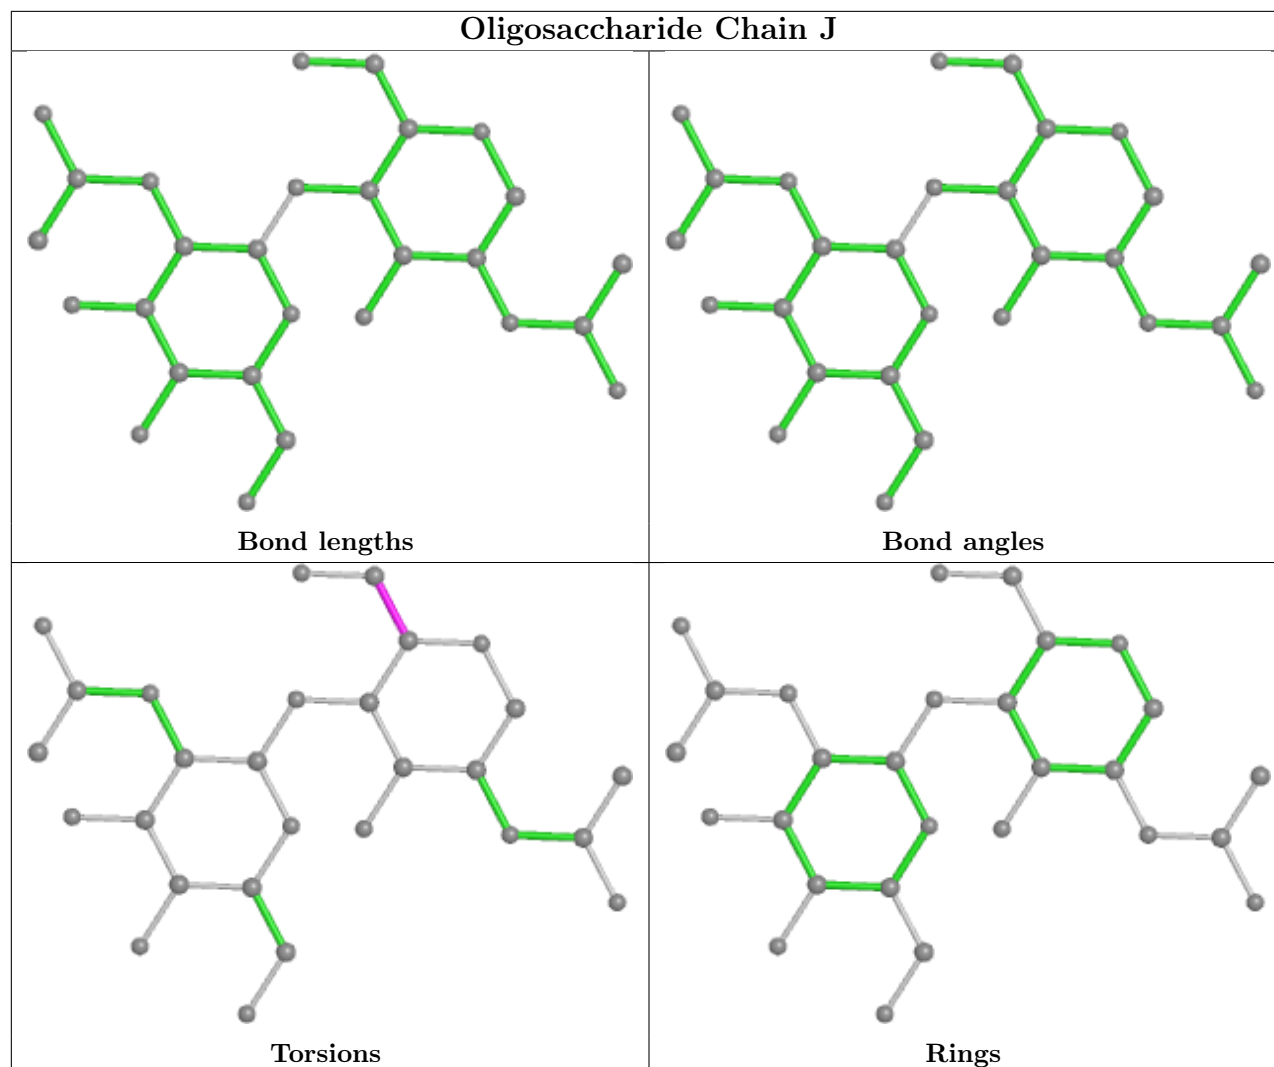 Oligosaccharide Chain J
Bond lengths
Bond angles
Torsions
Rings